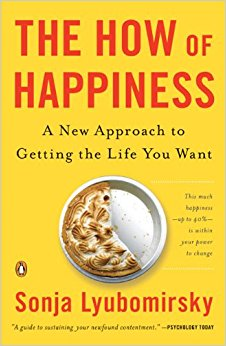 THE HOW OF
HAPPINESS
A New Approach to
Getting the Life You Want
This much
happiness
—up to 40%—
is within
your power
to change
Sonja Lyubomirsky
"A guide to sustaining your newfound contentment." —PSYCHOLOGY TODAY